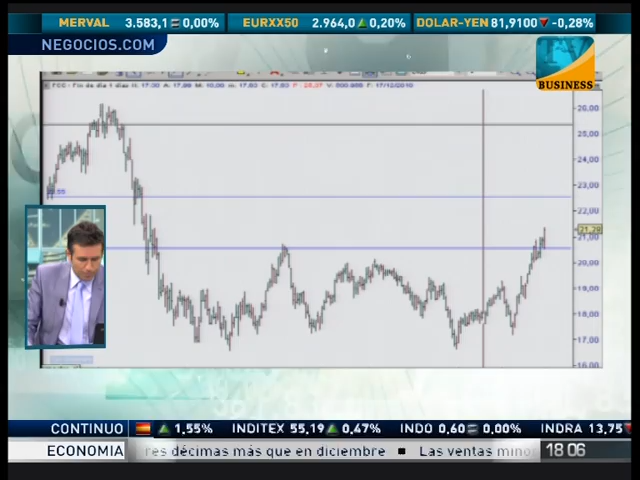 MERVAL 3.583,1 = 0,00% EURXX50 2.964,0 ▲ 0,20% DOLAR-YEN 81,9100 ▼ -0,28%
NEGOCIOS.COM
TV
BUSINESS
26,00
25,00
24,00
23,00
22,00
21,00
20,00
19,00
18,00
17,00
16,00
CONTINUO ▲ 1,55% INDITEX 55,19 ▲ 0,47% INDO 0,60 = 0,00% INDRA 13,75
ECONOMIA res décimas más que en diciembre ■ Las ventas mino 18 06